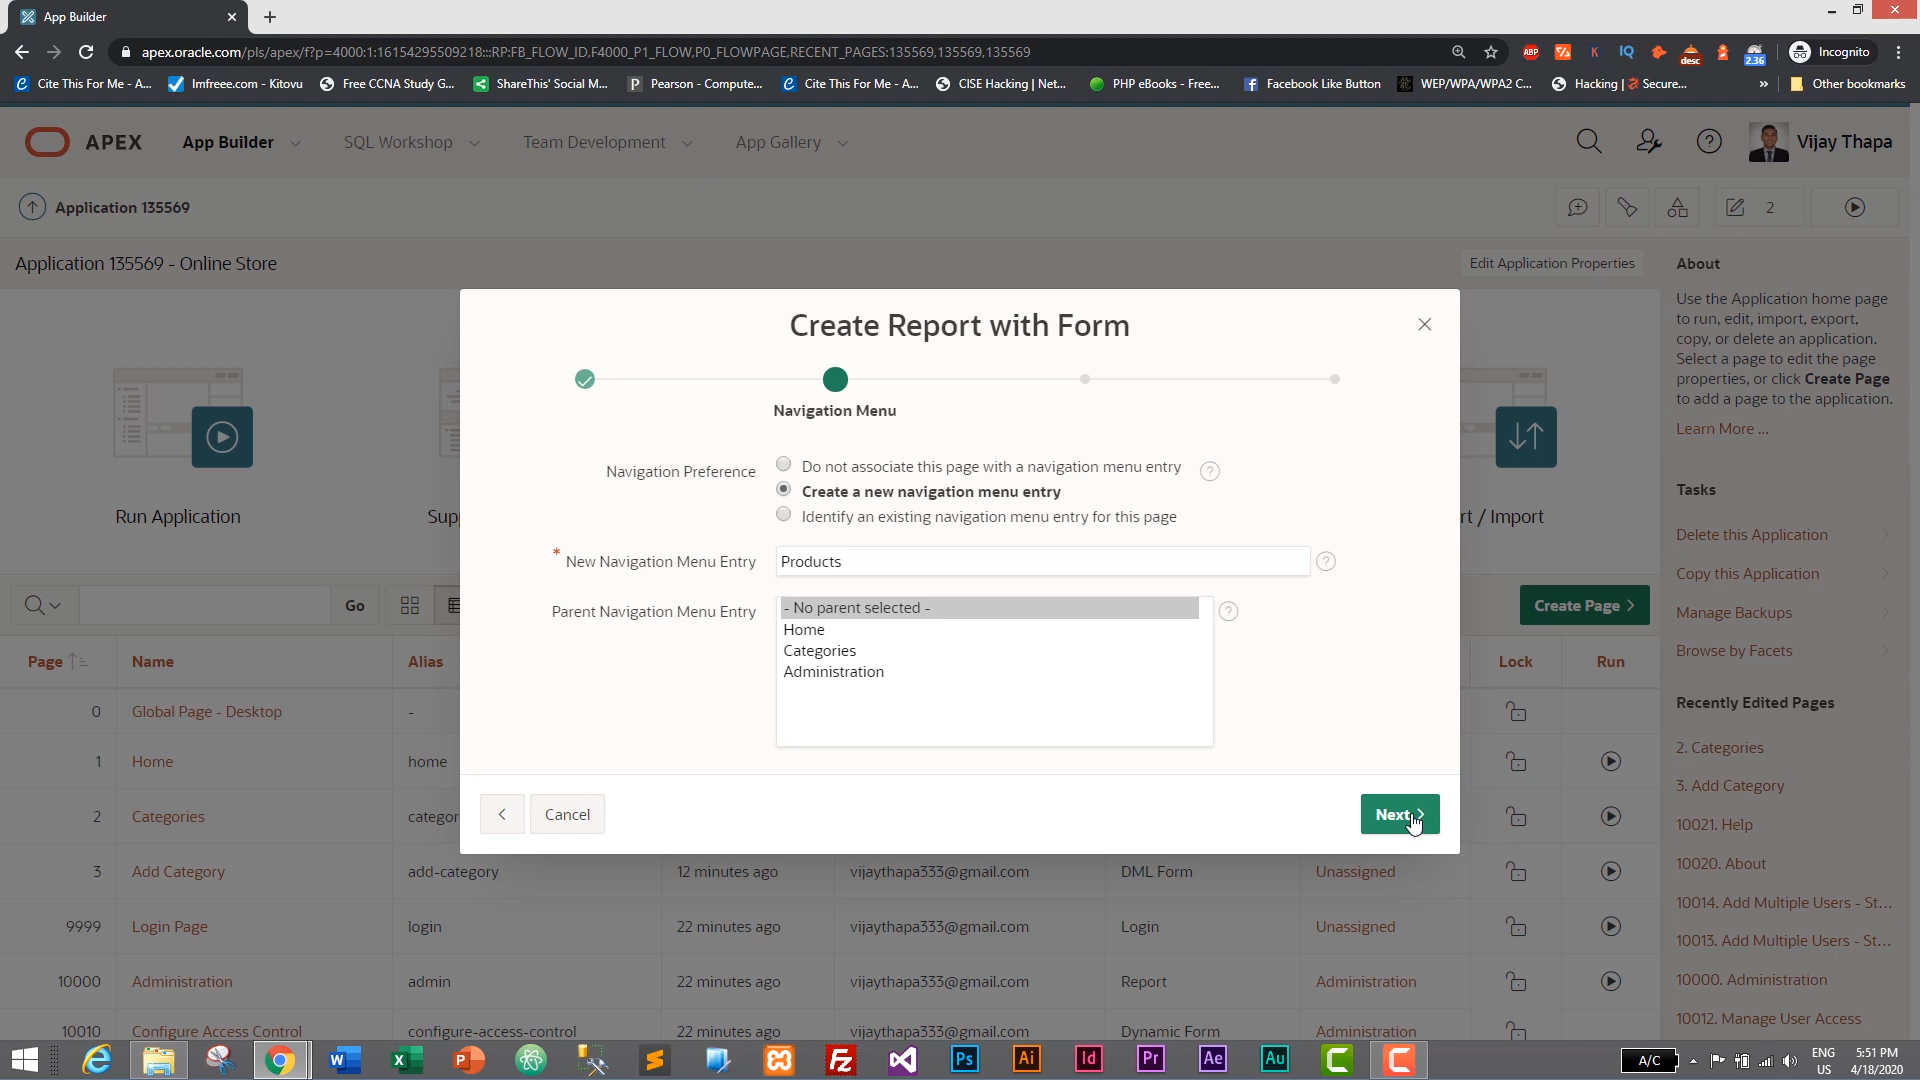 App Builder
apex.oracle.com/pls/apex/f?p=4000:1:16154295509218:::RP:FB_FLOW_ID,F4000_P1_FLOW,P0_FLOWPAGE,RECENT_PAGES:135569,135569,135569
ABP
IQ
desc
2.36
Incognito
Cite This For Me - A...
Imfreee.com - Kitovu
Free CCNA Study G...
ShareThis' Social M...
Pearson - Compute...
Cite This For Me - A...
CISE Hacking | Net...
PHP eBooks - Free...
Facebook Like Button
WEP/WPA/WPA2 C...
Hacking | Secure...
Other bookmarks
APEX
App Builder
SQL Workshop
Team Development
App Gallery
Vijay Thapa
Application 135569
2
Application 135569 - Online Store
Edit Application Properties
About
Use the Application home page
to run, edit, import, export,
copy, or delete an application.
Select a page to edit the page
properties, or click Create Page
to add a page to the application.
Learn More ...
Create Report with Form
Navigation Menu
Navigation Preference
Do not associate this page with a navigation menu entry
Create a new navigation menu entry
Identify an existing navigation menu entry for this page
* New Navigation Menu Entry
Products
Parent Navigation Menu Entry
- No parent selected -
Home
Categories
Administration
Cancel
Next
Run Application
Sup
rt / Import
Tasks
Delete this Application
Copy this Application
Manage Backups
Browse by Facets
Go
Create Page
Page Name Alias Lock Run
0 Global Page - Desktop -
1 Home home
2 Categories categor
3 Add Category add-category 12 minutes ago vijaythapa333@gmail.com DML Form Unassigned
9999 Login Page login 22 minutes ago vijaythapa333@gmail.com Login Unassigned
10000 Administration admin 22 minutes ago vijaythapa333@gmail.com Report Administration
10010 Configure Access Control configure-access-control 22 minutes ago vijaythapa333@gmail.com Dynamic Form Administration
Recently Edited Pages
2. Categories
3. Add Category
10021. Help
10020. About
10014. Add Multiple Users - St...
10013. Add Multiple Users - St...
10000. Administration
10012. Manage User Access
Ps
Ai
Id
Pr
Ae
Au
A/C
ENG
US
5:51 PM
4/18/2020